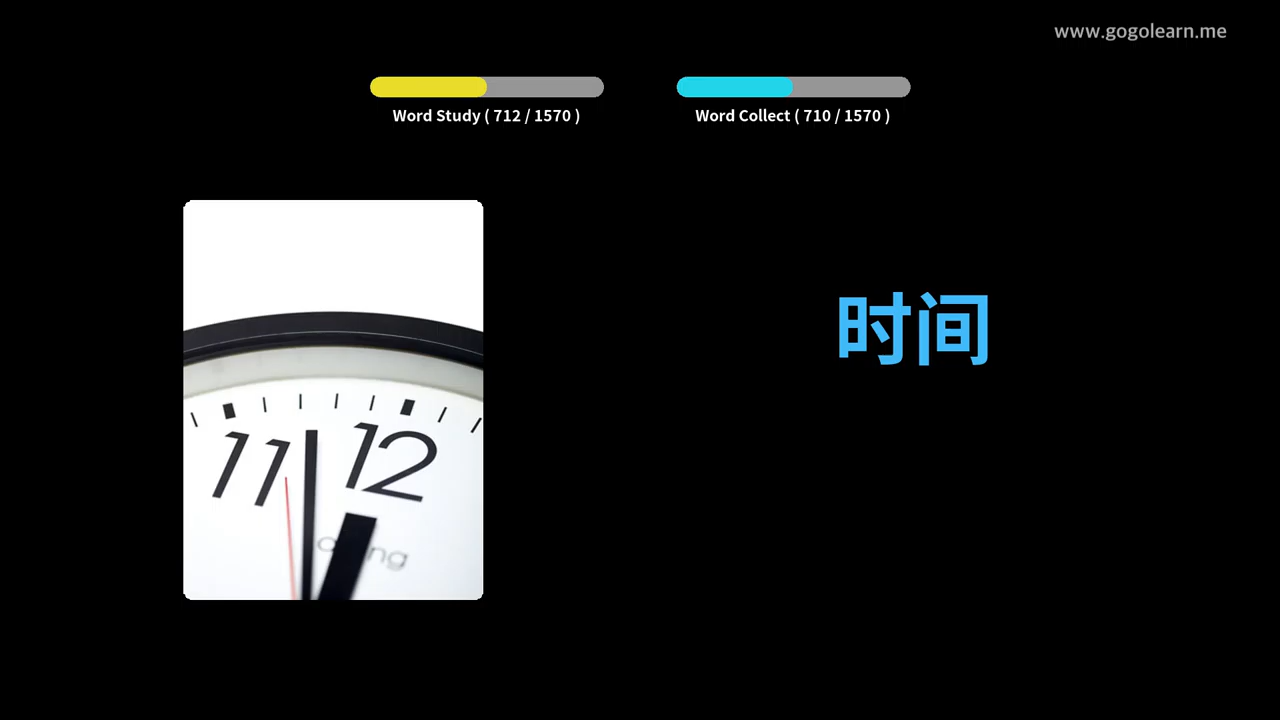 www.gogolearn.me
Word Study ( 712 / 1570 )
Word Collect ( 710 / 1570 )
时间
11
12